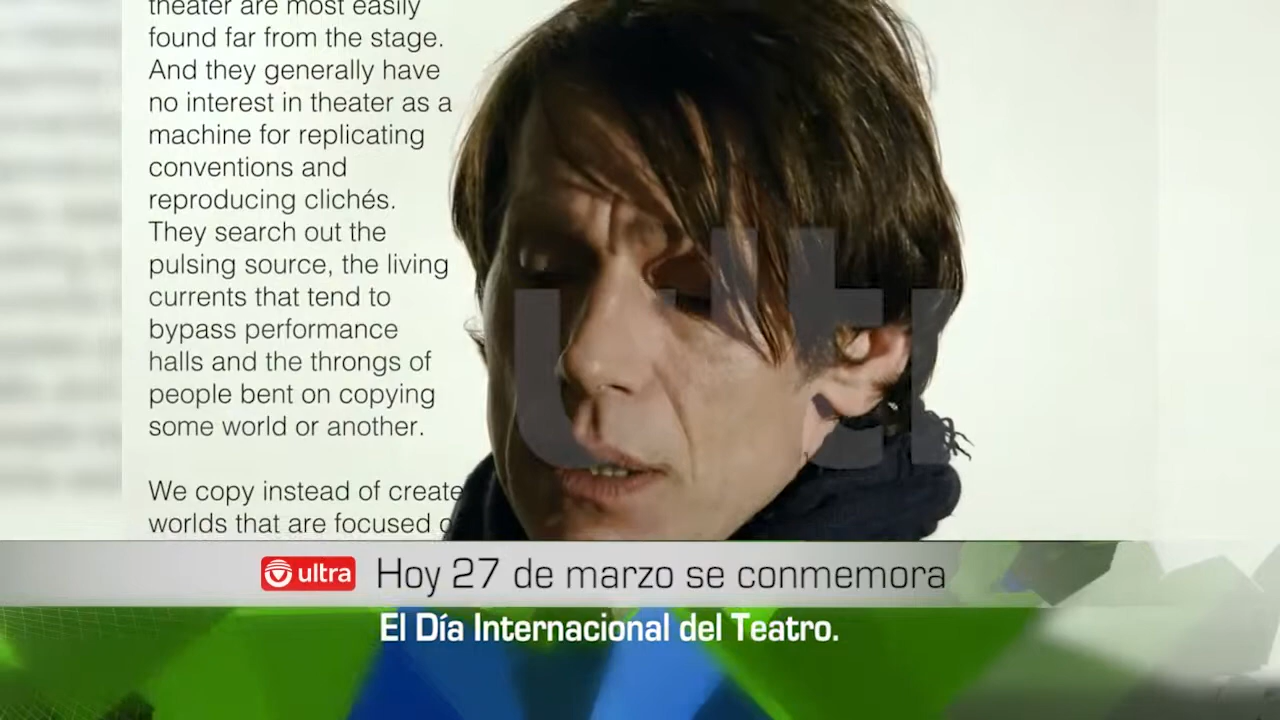 theater are most easily
found far from the stage.
And they generally have
no interest in theater as a
machine for replicating
conventions and
reproducing clichés.
They search out the
pulsing source, the living
currents that tend to
bypass performance
halls and the throngs of
people bent on copying
some world or another.
We copy instead of create
worlds that are focused
ultra
ultra Hoy 27 de marzo se conmemora
El Día Internacional del Teatro.